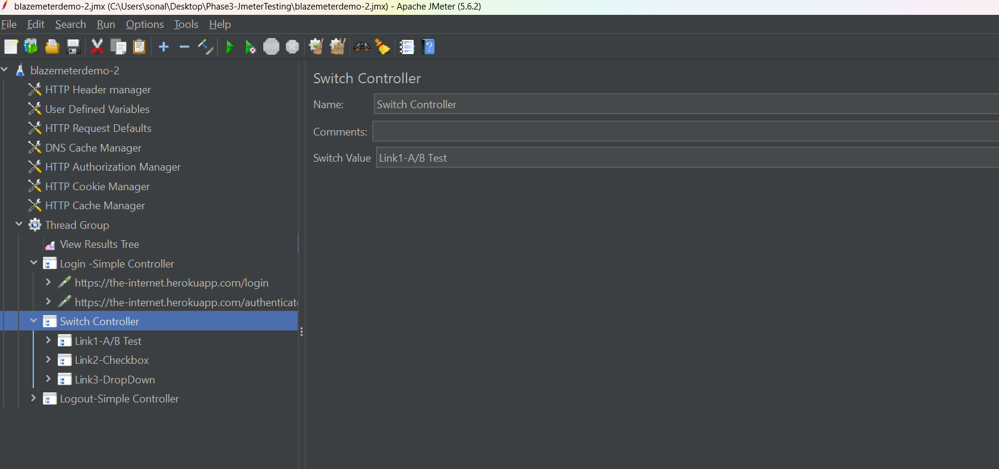 blazemeterdemo-2.jmx (C:\Users\sonal\Desktop\Phase3-JmeterTesting\blazemeterdemo-2.jmx) - Apache JMeter (5.6.2)
File Edit Search Run Options Tools Help
STOP
?
blazemeterdemo-2
HTTP Header manager
User Defined Variables
HTTP Request Defaults
DNS Cache Manager
HTTP Authorization Manager
HTTP Cookie Manager
HTTP Cache Manager
Thread Group
View Results Tree
Login -Simple Controller
https://the-internet.herokuapp.com/login
https://the-internet.herokuapp.com/authenticat
Switch Controller
Link1-A/B Test
Link2-Checkbox
Link3-DropDown
Logout-Simple Controller
Switch Controller
Name: Switch Controller
Comments:
Switch Value Link1-A/B Test